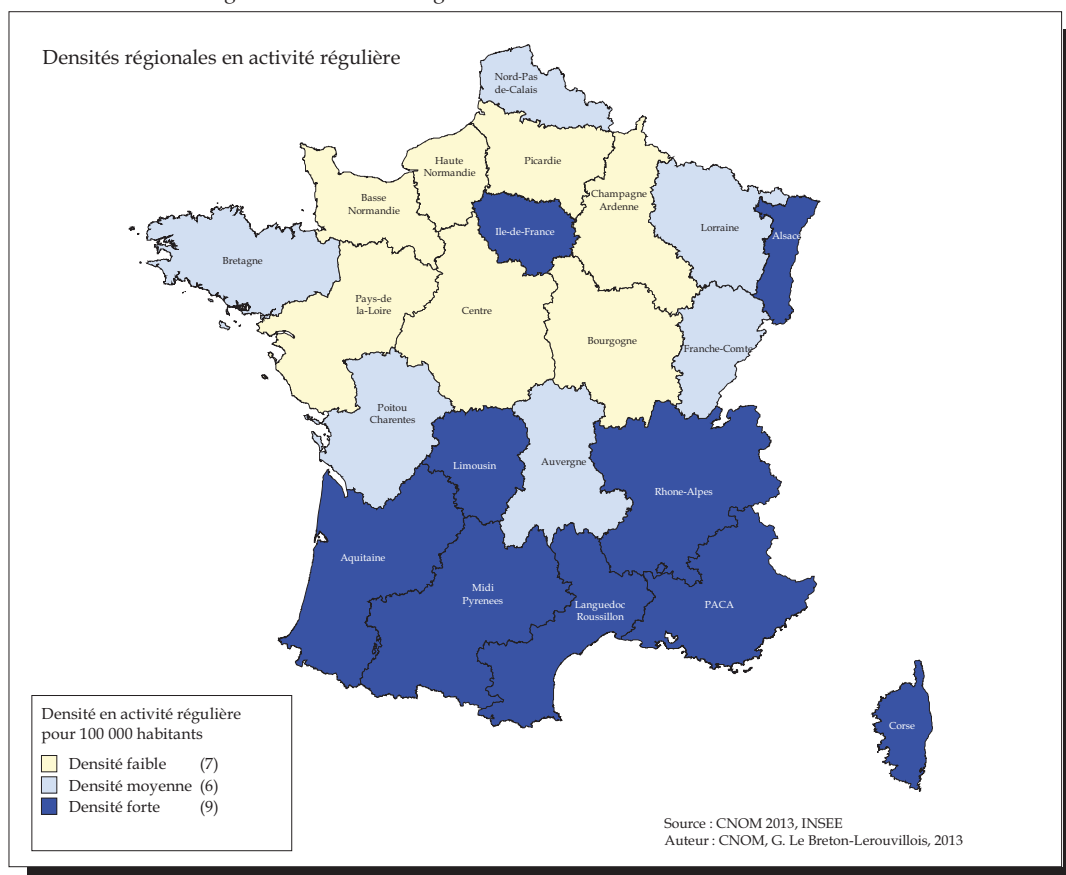 Densités régionales en activité régulière
Nord-Pas
de-Calais
Haute
Normandie
Picardie
Basse
Normandie
Champagne
Ardenne
Ile-de-France
Lorraine
Alsace
Bretagne
Pays-de
la-Loire
Centre
Bourgogne
Franche-Comte
Poitou
Charentes
Limousin
Auvergne
Rhone-Alpes
Aquitaine
Midi
Pyrenees
Languedoc
Roussillon
PACA
Corse
Densité en activité régulière
pour 100 000 habitants
Densité faible (7)
Densité moyenne (6)
Densité forte (9)
Source : CNOM 2013, INSEE
Auteur : CNOM, G. Le Breton-Lerouvillois, 2013